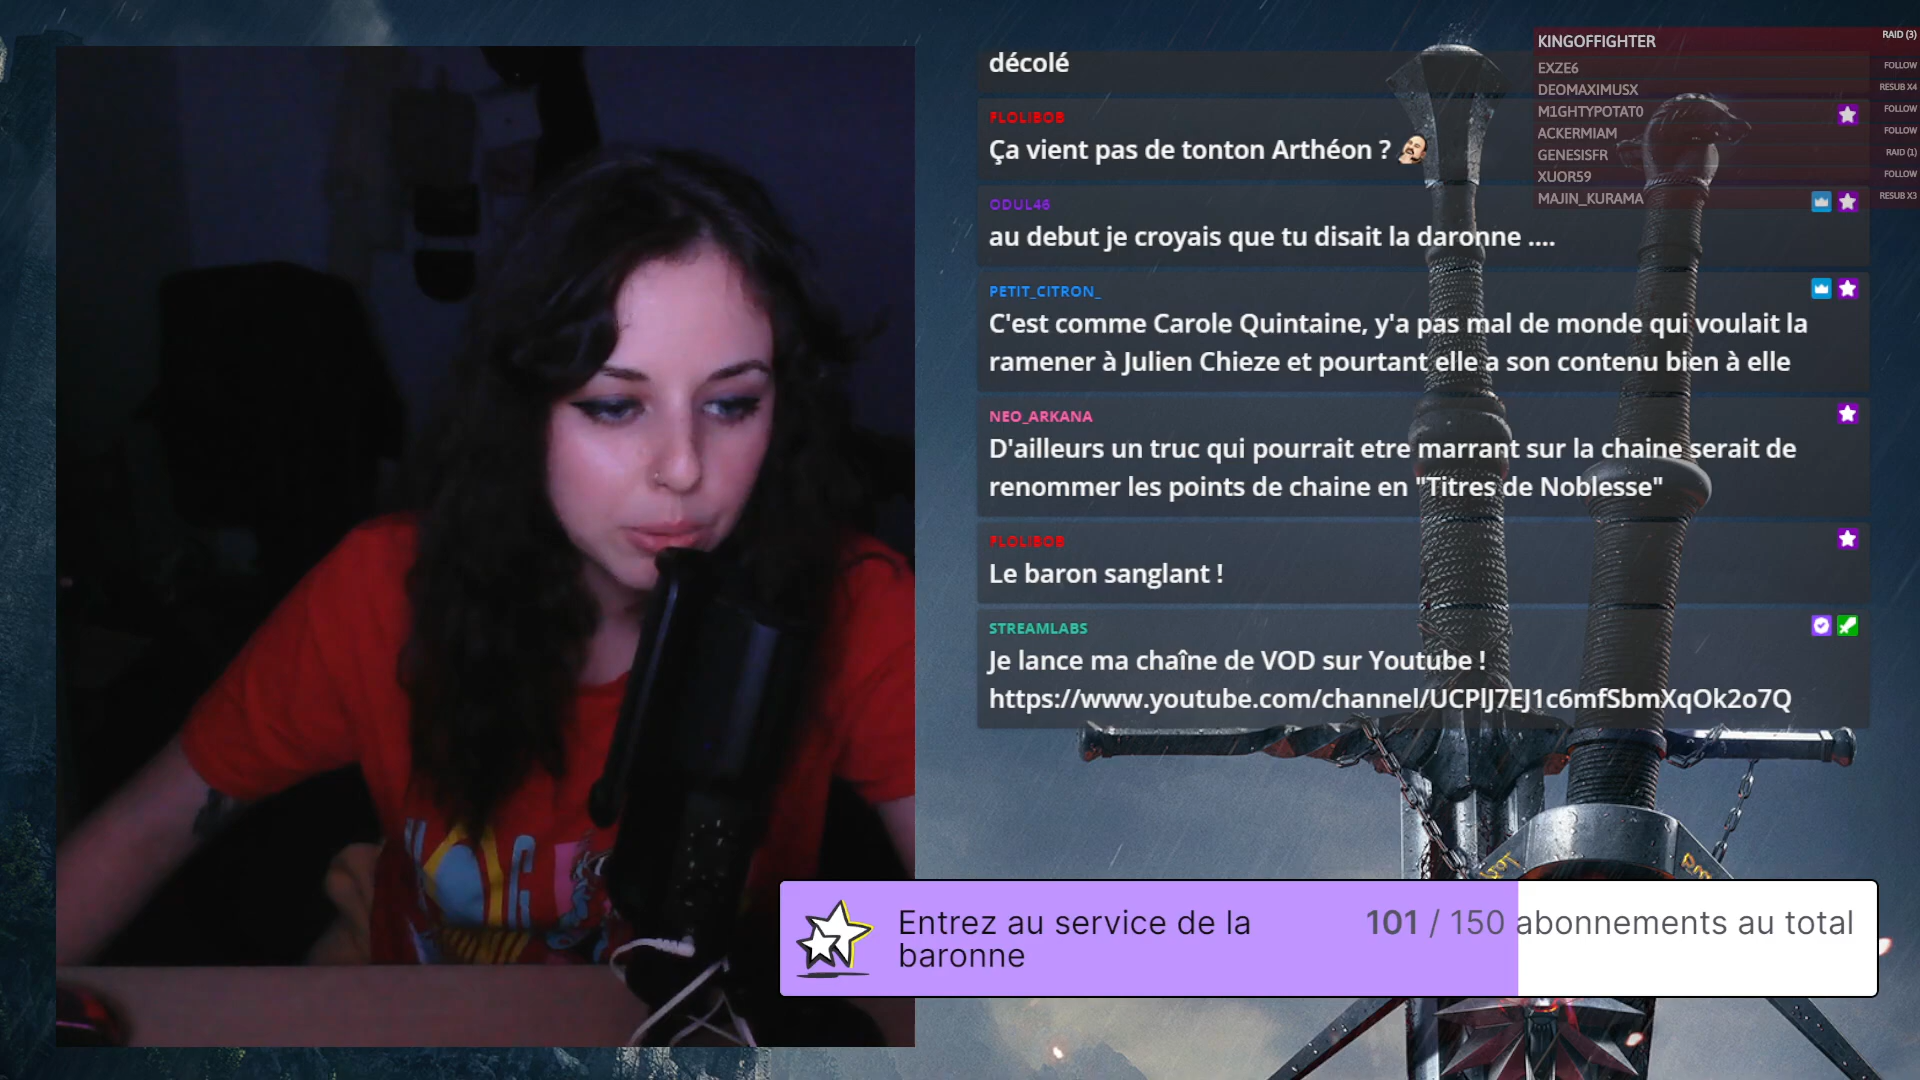 décolé
FLOLIBOB
Ça vient pas de tonton Arthéon ?
ODUL46
au debut je croyais que tu disait la daronne ....
PETIT_CITRON_
C'est comme Carole Quintaine, y'a pas mal de monde qui voulait la
ramener à Julien Chieze et pourtant elle a son contenu bien à elle
NEO_ARKANA
D'ailleurs un truc qui pourrait etre marrant sur la chaine serait de
renommer les points de chaine en "Titres de Noblesse"
FLOLIBOB
Le baron sanglant !
STREAMLABS
Je lance ma chaîne de VOD sur Youtube !
https://www.youtube.com/channel/UCPlJ7EJ1c6mfSbmXqOk2o7Q
KINGOFFIGHTER RAID (3)
EXZE6 FOLLOW
DEOMAXIMUSX RESUB X4
M1GHTYPOTAT0 FOLLOW
ACKERMIAM FOLLOW
GENESISFR RAID (1)
XUOR59 FOLLOW
MAJIN_KURAMA RESUB X3
Entrez au service de la
baronne
101 / 150 abonnements au total